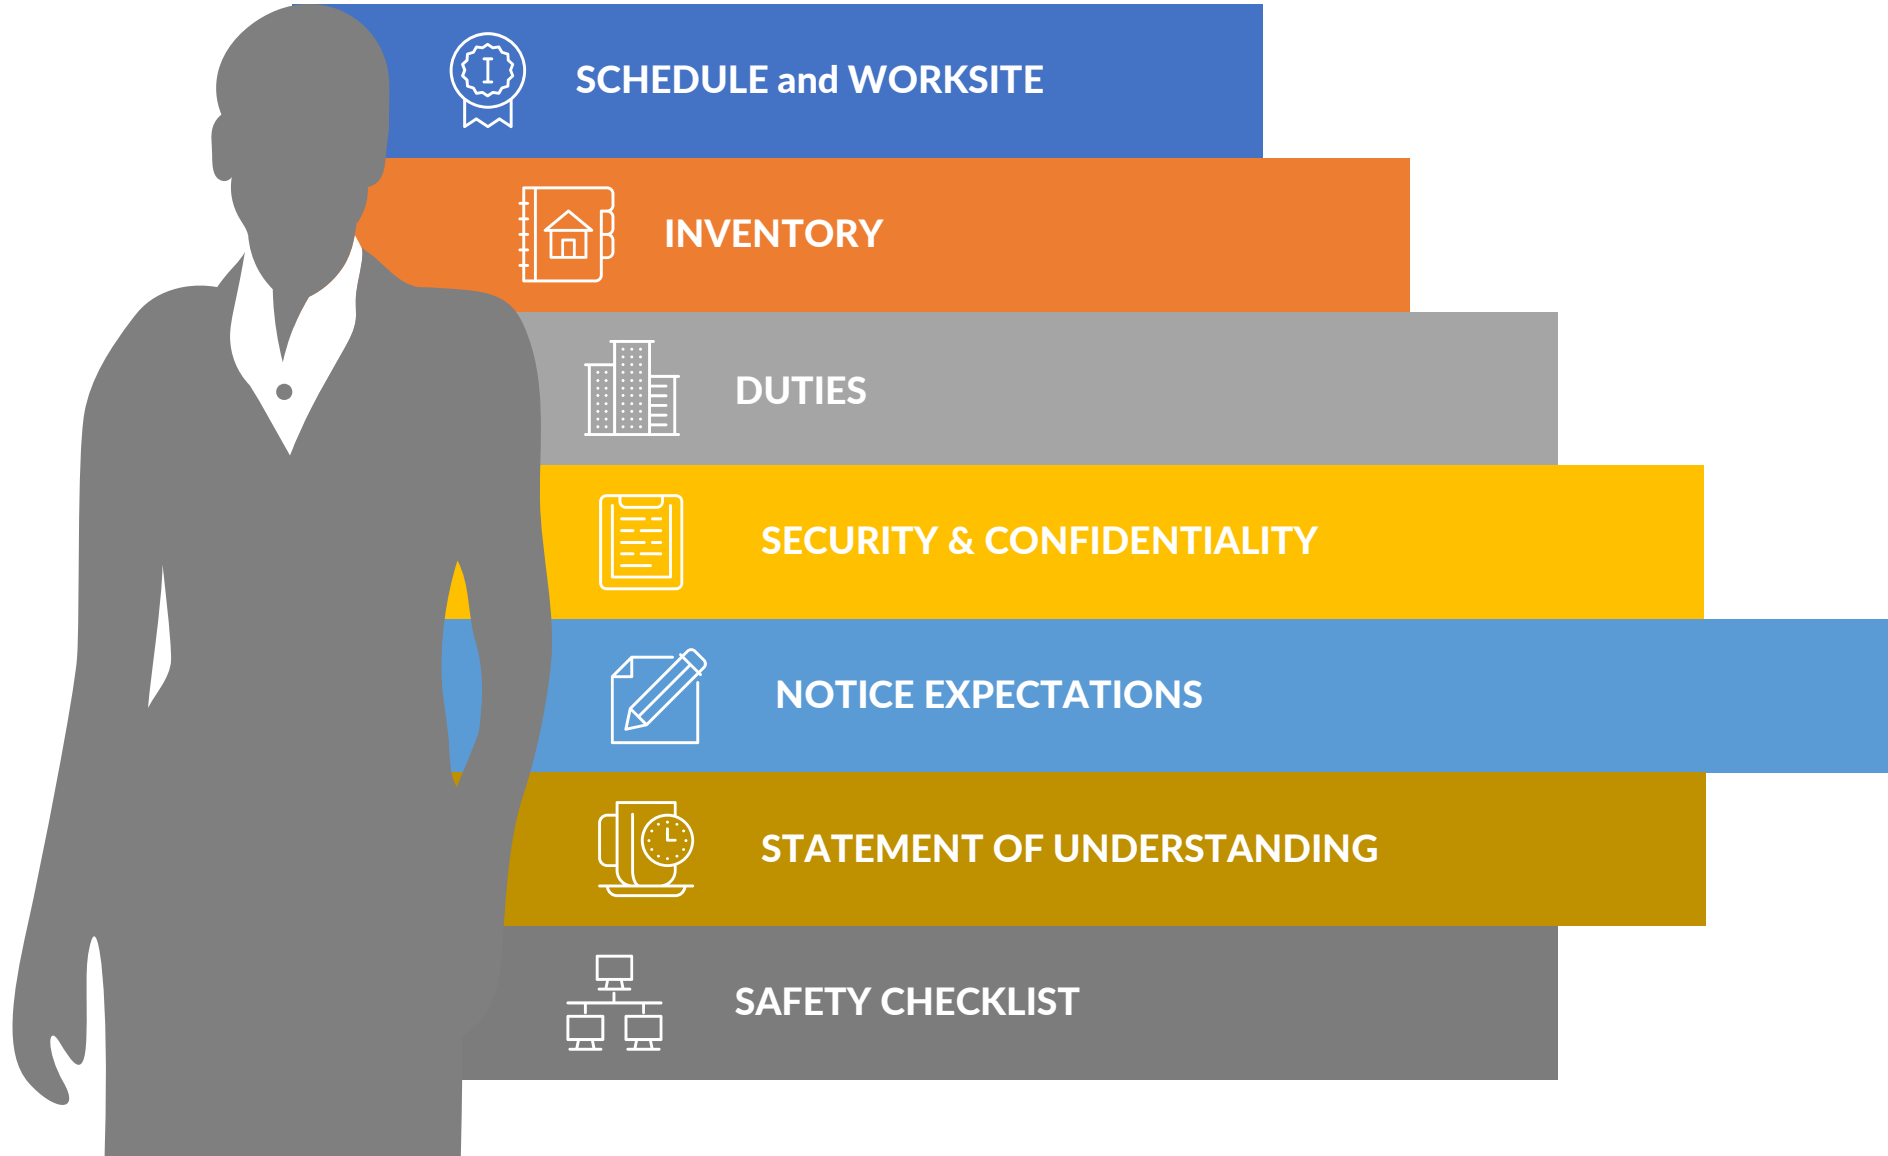 I
SCHEDULE and WORKSITE
INVENTORY
DUTIES
SECURITY & CONFIDENTIALITY
NOTICE EXPECTATIONS
STATEMENT OF UNDERSTANDING
SAFETY CHECKLIST